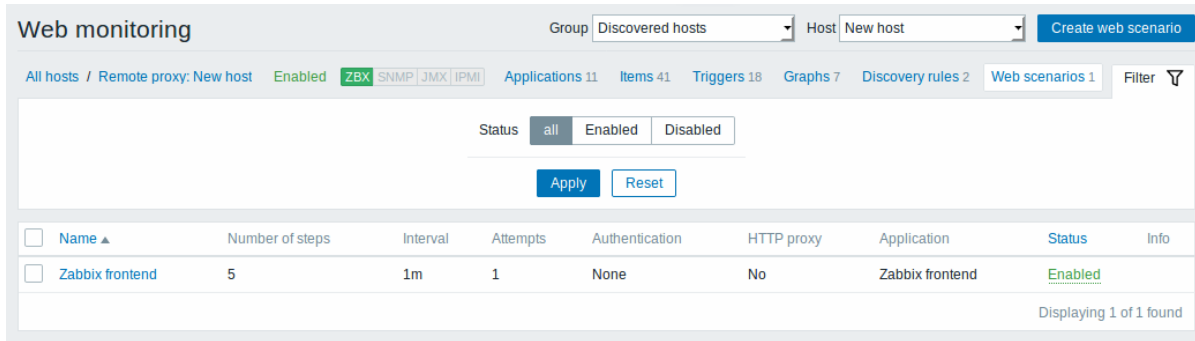 Web monitoring Group Discovered hosts Host New host Create web scenario
All hosts / Remote proxy: New host Enabled ZBX SNMP JMX IPMI Applications 11 Items 41 Triggers 18 Graphs 7 Discovery rules 2 Web scenarios 1 Filter
Status all Enabled Disabled
Apply Reset
Name Number of steps Interval Attempts Authentication HTTP proxy Application Status Info
Zabbix frontend 5 1m 1 None No Zabbix frontend Enabled
Displaying 1 of 1 found